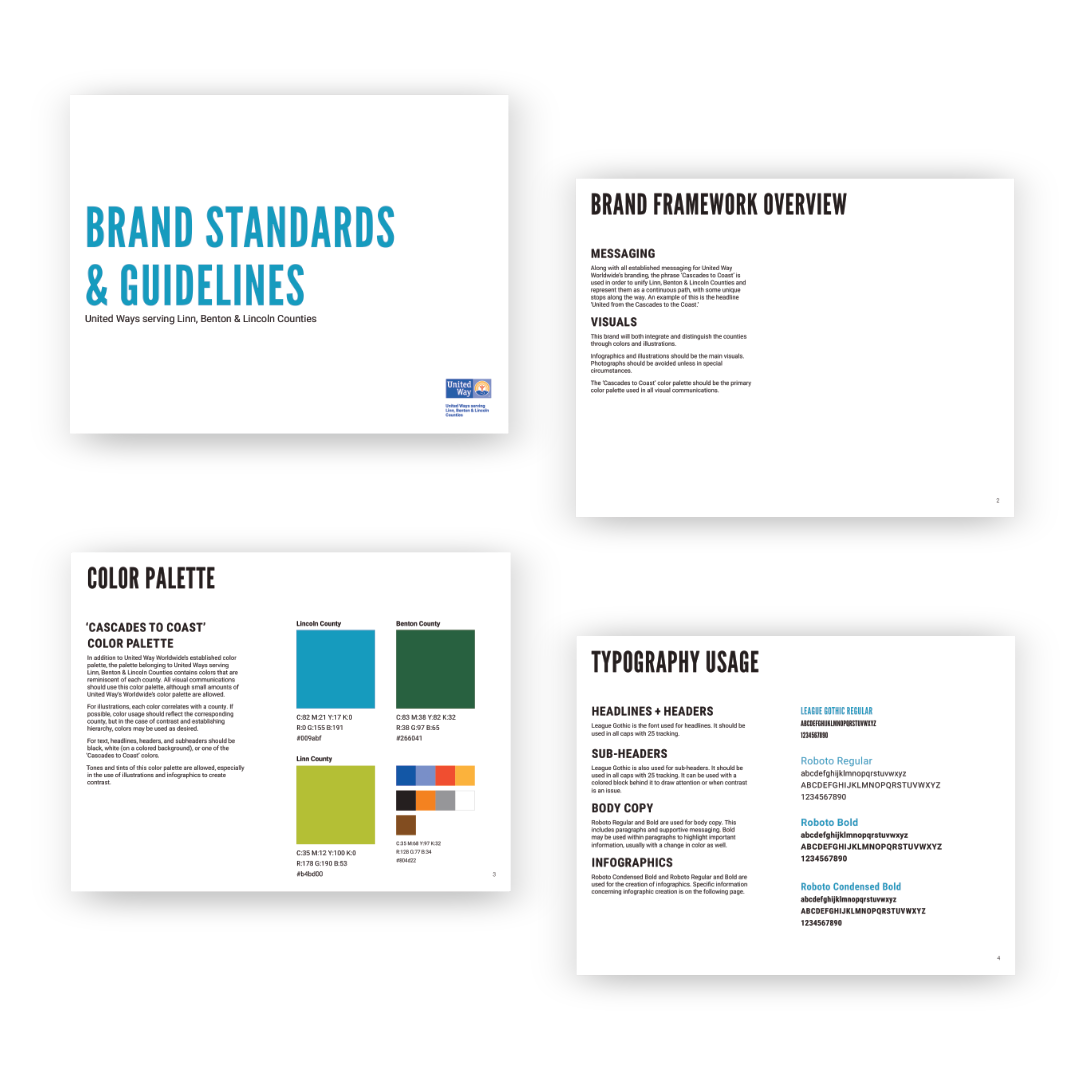 BRAND STANDARDS
& GUIDELINES
United Ways serving Linn, Benton & Lincoln Counties
United
Way
United Ways serving
Linn, Benton & Lincoln
Counties
BRAND FRAMEWORK OVERVIEW
MESSAGING
Along with all established messaging for United Way
Worldwide's branding, the phrase 'Cascades to Coast' is
used in order to unify Linn, Benton & Lincoln Counties and
represent them as a continuous path, with some unique
stops along the way. An example of this is the headline
'United from the Cascades to the Coast.'
VISUALS
This brand will both integrate and distinguish the counties
through colors and illustrations.
Infographics and illustrations should be the main visuals.
Photographs should be avoided unless in special
circumstances.
The 'Cascades to Coast' color palette should be the primary
color palette used in all visual communications.
2
COLOR PALETTE
'CASCADES TO COAST'
COLOR PALETTE
In addition to United Way Worldwide's established color
palette, the palette belonging to United Ways serving
Linn, Benton & Lincoln Counties contains colors that are
reminiscent of each county. All visual communications
should use this color palette, although small amounts of
United Way's Worldwide's color palette are allowed.
For illustrations, each color correlates with a county. If
possible, color usage should reflect the corresponding
county, but in the case of contrast and establishing
hierarchy, colors may be used as desired.
For text, headlines, headers, and subheaders should be
black, white (on a colored background), or one of the
'Cascades to Coast' colors.
Tones and tints of this color palette are allowed, especially
in the use of illustrations and infographics to create
contrast.
Lincoln County
C:82 M:21 Y:17 K:0
R:0 G:155 B:191
#009abf
Benton County
C:83 M:38 Y:82 K:32
R:38 G:97 B:65
#266041
Linn County
C:35 M:12 Y:100 K:0
R:178 G:190 B:53
#b4bd00
C:33 M:68 Y:97 K:32
R:128 G:77 B:34
#804d22
3
TYPOGRAPHY USAGE
HEADLINES + HEADERS
League Gothic is the font used for headlines. It should be
used in all caps with 25 tracking.
SUB-HEADERS
League Gothic is also used for sub-headers. It should be
used in all caps with 25 tracking. It can be used with a
colored block behind it to draw attention or when contrast
is an issue.
BODY COPY
Roboto Regular and Bold are used for body copy. This
includes paragraphs and supportive messaging. Bold
may be used within paragraphs to highlight important
information, usually with a change in color as well.
INFOGRAPHICS
Roboto Condensed Bold and Roboto Regular and Bold are
used for the creation of infographics. Specific information
concerning infographic creation is on the following page.
LEAGUE GOTHIC REGULAR
ABCDEFGHIJKLMNOPQRSTUVWXYZ
1234567890
Roboto Regular
abcdefghijklmnopqrstuvwxyz
ABCDEFGHIJKLMNOPQRSTUVWXYZ
1234567890
Roboto Bold
abcdefghijklmnopqrstuvwxyz
ABCDEFGHIJKLMNOPQRSTUVWXYZ
1234567890
Roboto Condensed Bold
abcdefghijklmnopqrstuvwxyz
ABCDEFGHIJKLMNOPQRSTUVWXYZ
1234567890
4